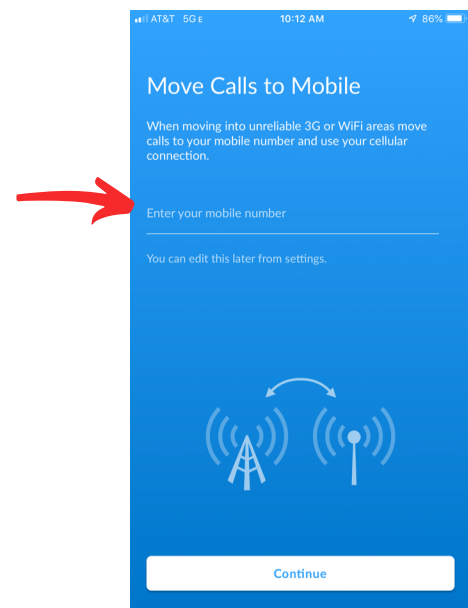 AT&T 5GE 10:12 AM 86%
Move Calls to Mobile
When moving into unreliable 3G or WiFi areas move
calls to your mobile number and use your cellular
connection.
Enter your mobile number
You can edit this later from settings.
Continue